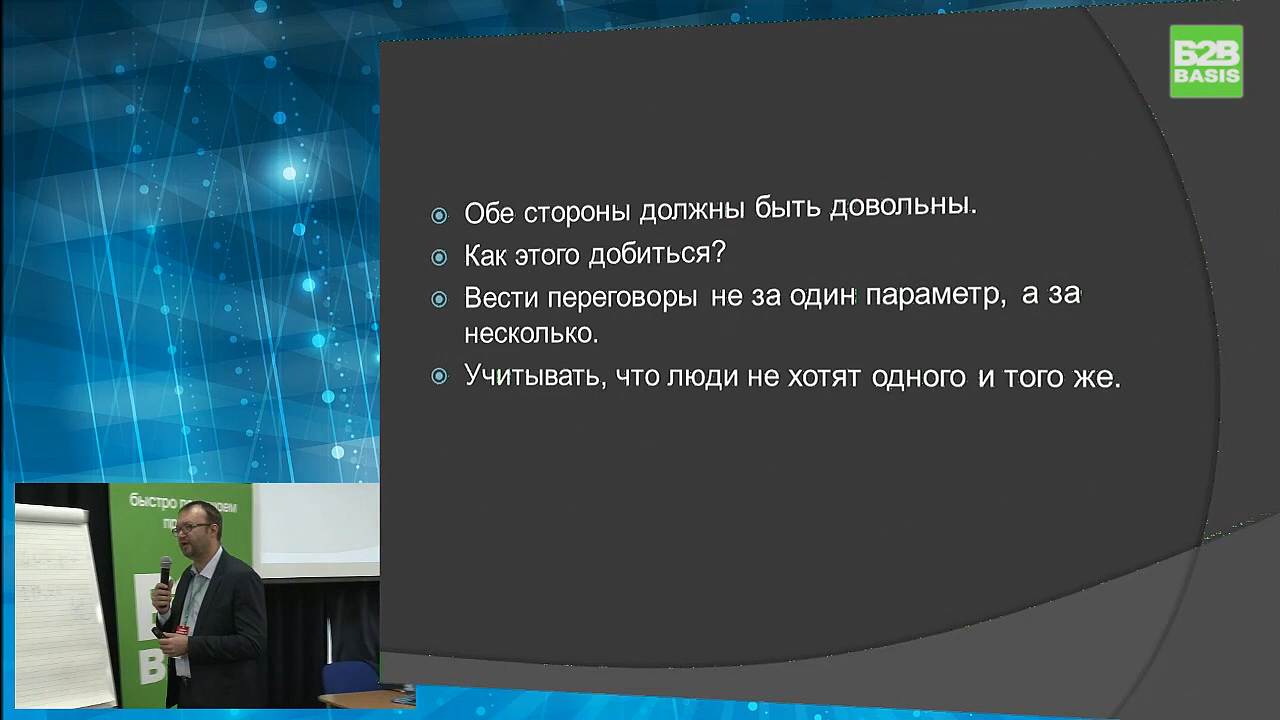 Б2В
BASIS
Обе стороны должны быть довольны.
Как этого добиться?
Вести переговоры не за один параметр, а за
несколько.
Учитывать, что люди не хотят одного и того же.
быстро